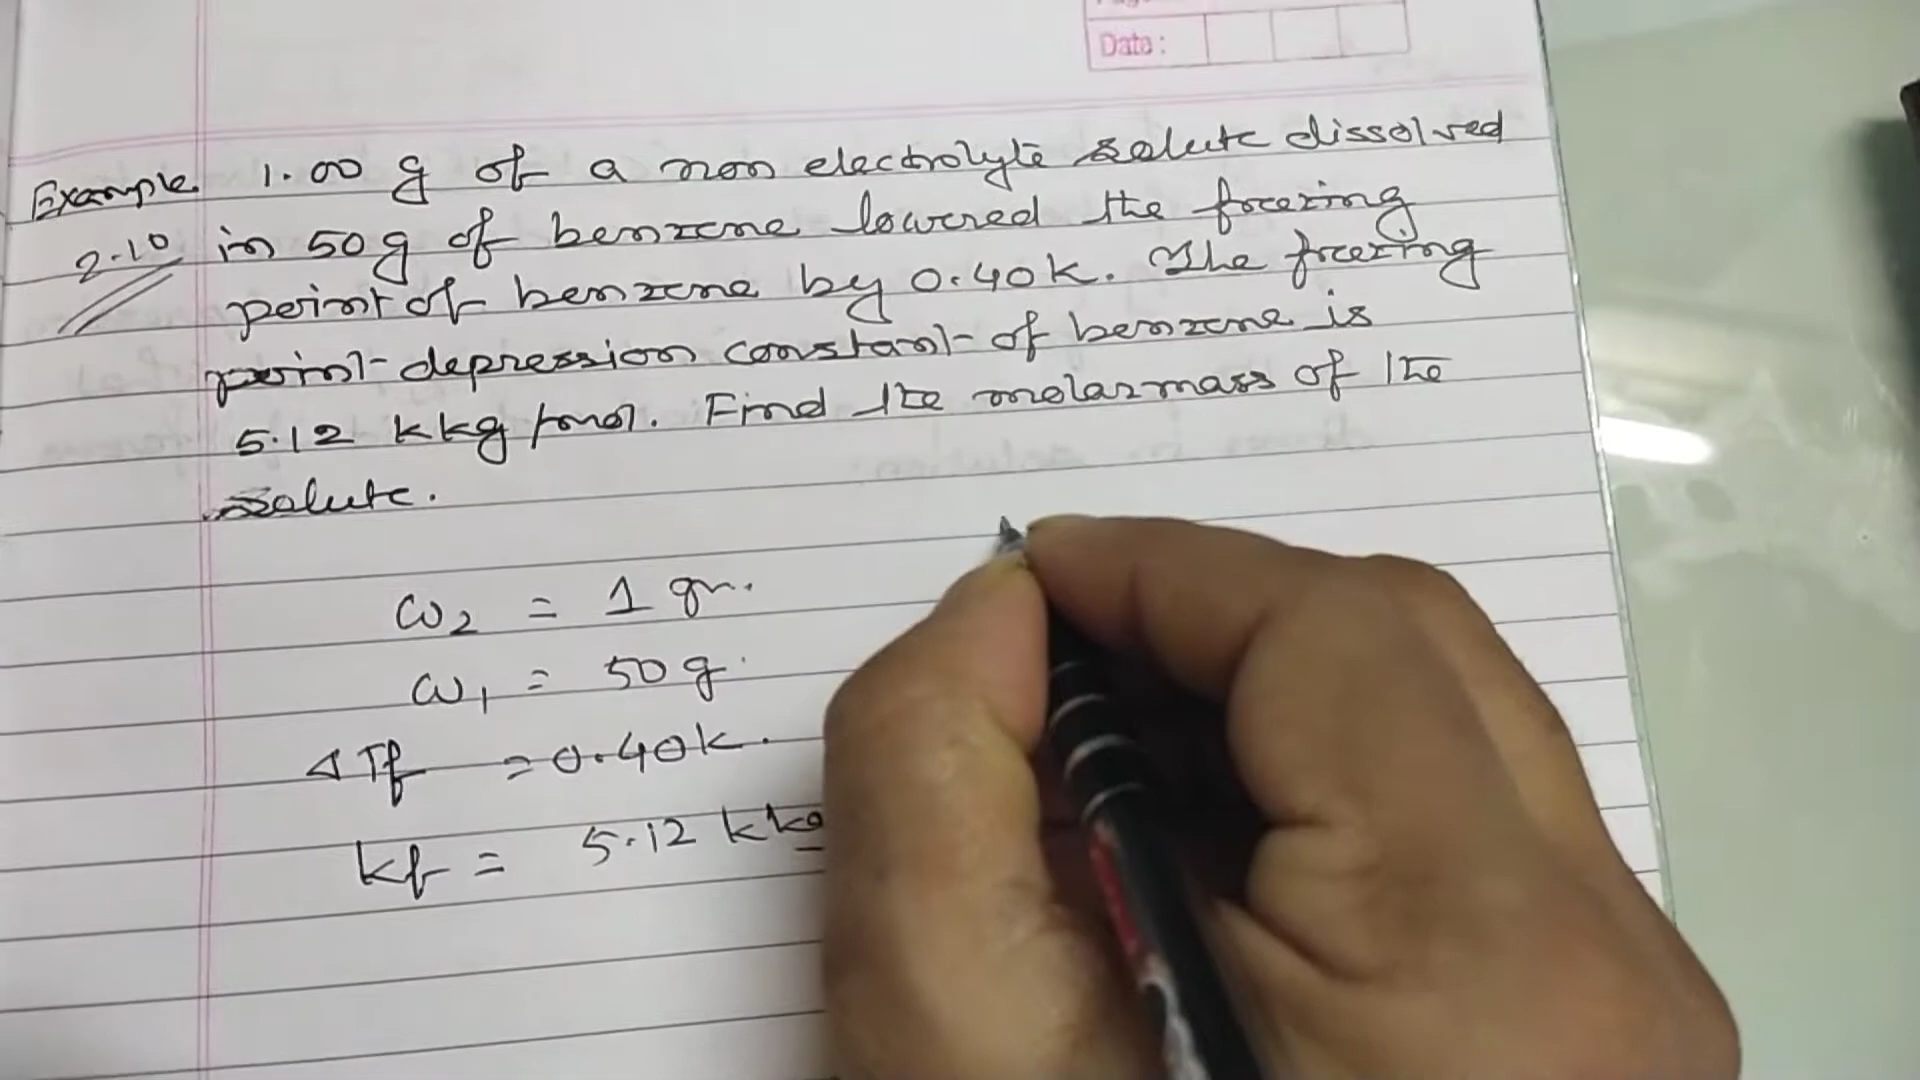 Date:
Example. 1.00 g of a non electrolyte solute dissolved
2.10 in 50g of benzene lowered the freezing
point of benzene by 0.40K. The freezing
point-depression constant of benzene is
5.12 K kg/mol. Find the molar mass of the
solute.
ω2 = 1 gm.
ω1 = 50 g.
ΔTf = 0.40K.
Kf = 5.12 K kg